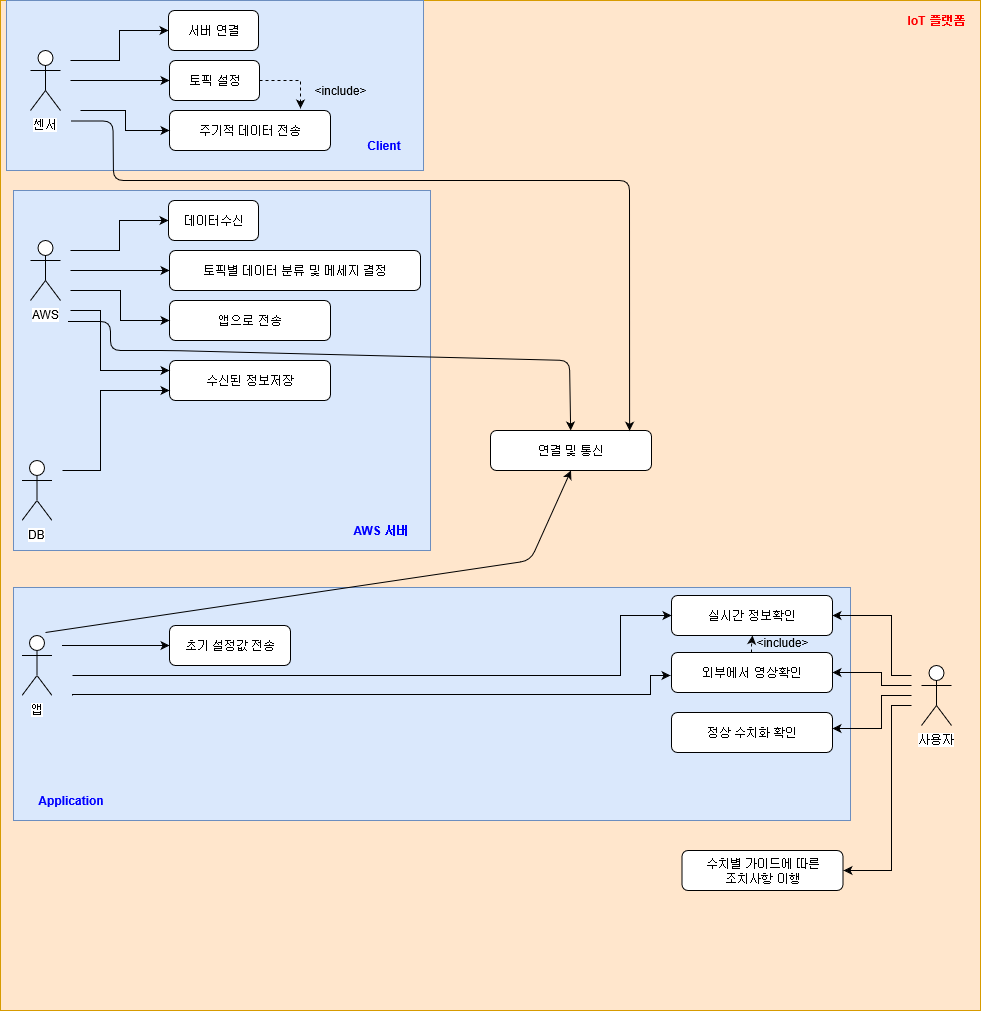 IoT 플랫폼
서버 연결
토픽 설정
<include>
주기적 데이터 전송
센서
Client
데이터수신
토픽별 데이터 분류 및 메세지 결정
AWS
앱으로 전송
수신된 정보저장
연결 및 통신
DB
AWS 서버
실시간 정보확인
초기 설정값 전송
<include>
외부에서 영상확인
앱
정상 수치화 확인
사용자
Application
수치별 가이드에 따른
조치사항 이행